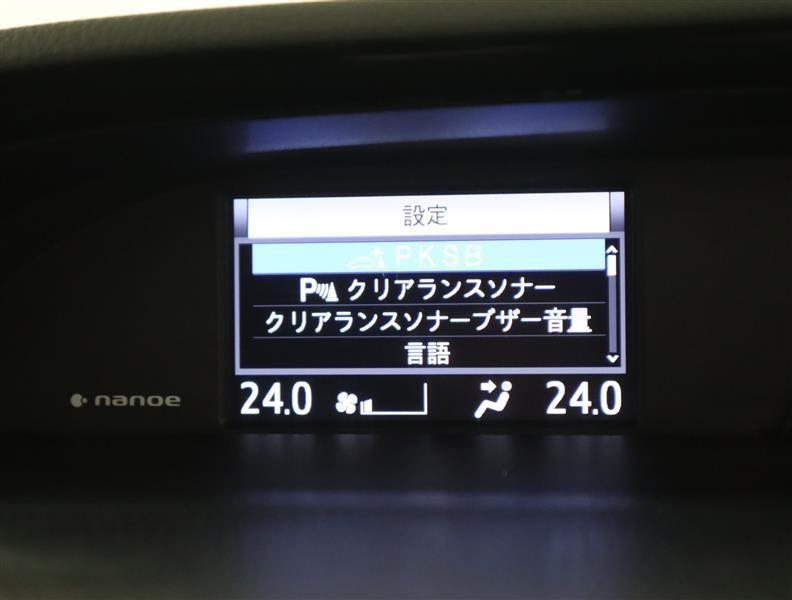 設定
PKSB
P クリアランスソナー
クリアランスソナーブザー音量
言語
nanoe
24.0 24.0